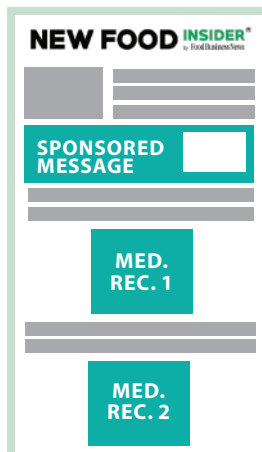 NEW FOOD INSIDER®
by Food Business News
SPONSORED
MESSAGE
MED.
REC. 1
MED.
REC. 2